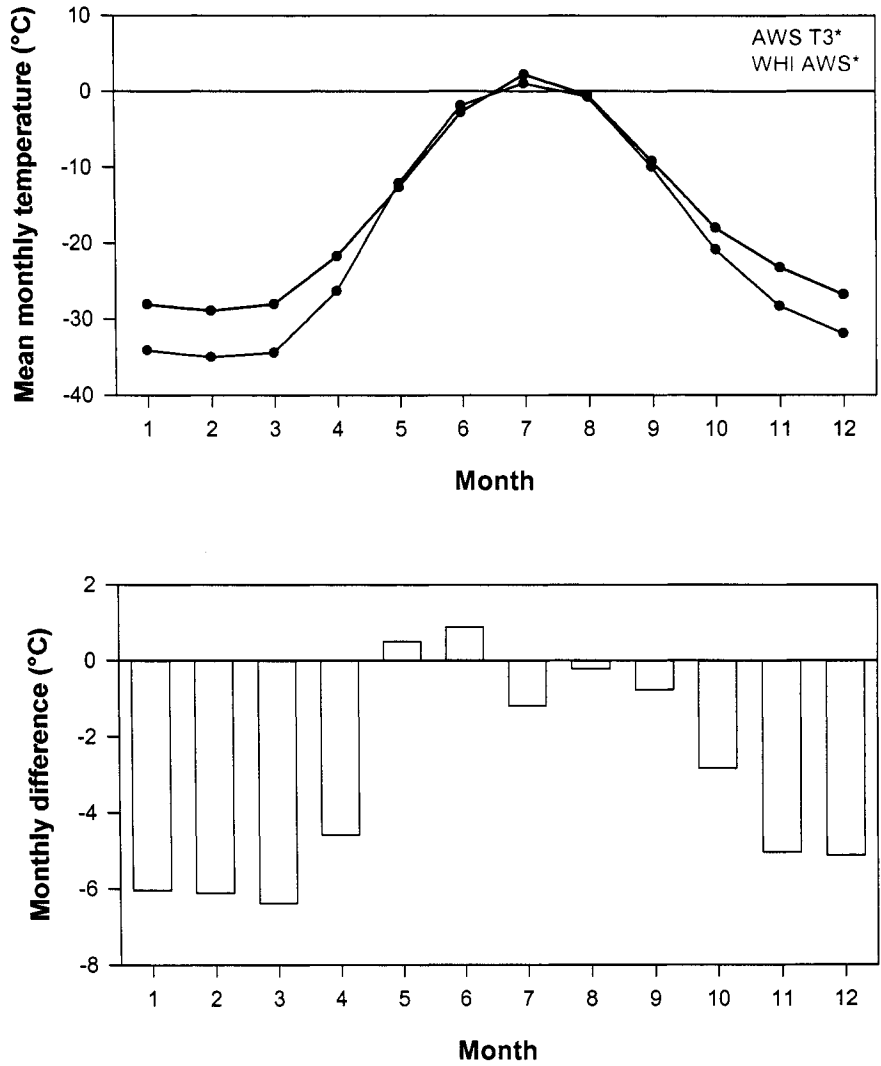 Mean monthly temperature (°C)
10
0
-10
-20
-30
-40
AWS T3*
WHI AWS*
1 2 3 4 5 6 7 8 9 10 11 12
Month
Monthly difference (°C)
2
0
-2
-4
-6
-8
1 2 3 4 5 6 7 8 9 10 11 12
Month